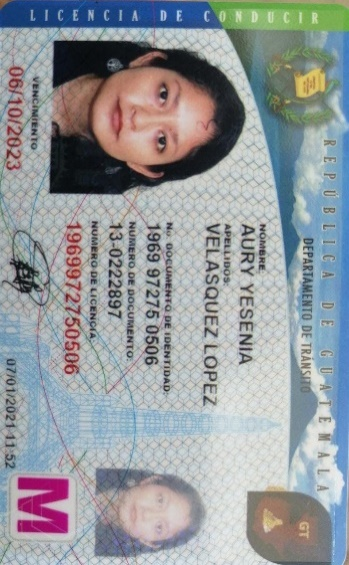 LICENCIA DE CONDUCIR
REPÚBLICA DE GUATEMALA
DEPARTAMENTO DE TRÁNSITO
GT
NOMBRE:
AURY YESENIA
APELLIDOS:
VELASQUEZ LOPEZ
No. DOCUMENTO DE IDENTIDAD:
1969 97275 0506
NUMERO DE DOCUMENTO:
13-0222897
NUMERO DE LICENCIA:
1969972750506
VENCIMIENTO
06/10/2023
07/01/2021 11:52
M